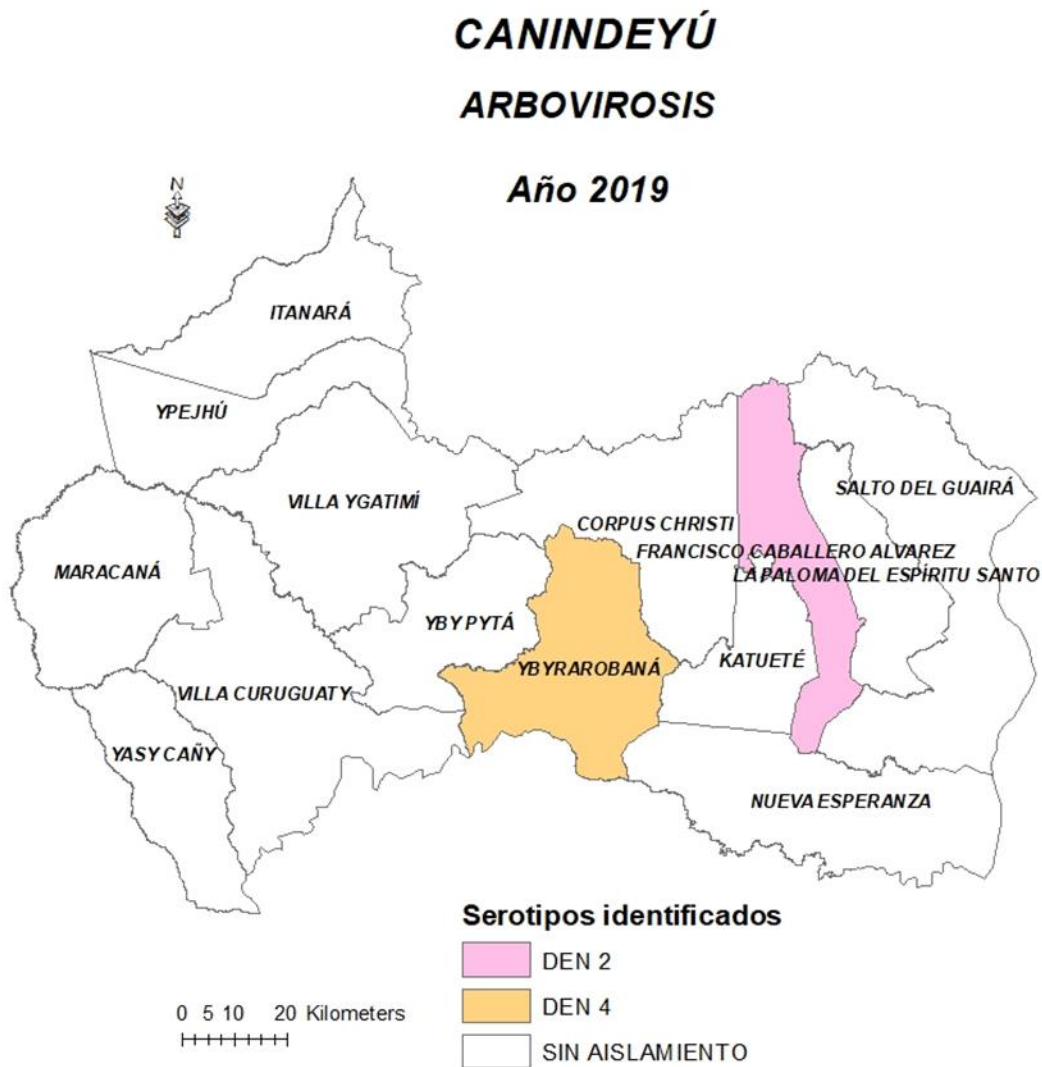 CANINDEYÚ
ARBOVIROSIS
Año 2019
N
ITANARÁ
YPEJHÚ
VILLA YGATIMÍ
SALTO DEL GUAIRÁ
CORPUS CHRISTI
FRANCISCO CABALLERO ALVAREZ
MARACANÁ
LA PALOMA DEL ESPÍRITU SANTO
YBY PYTÁ
YBYRAROBANÁ
KATUETÉ
VILLA CURUGUATY
YASY CAÑY
NUEVA ESPERANZA
Serotipos identificados
DEN 2
DEN 4
SIN AISLAMIENTO
0 5 10 20 Kilometers